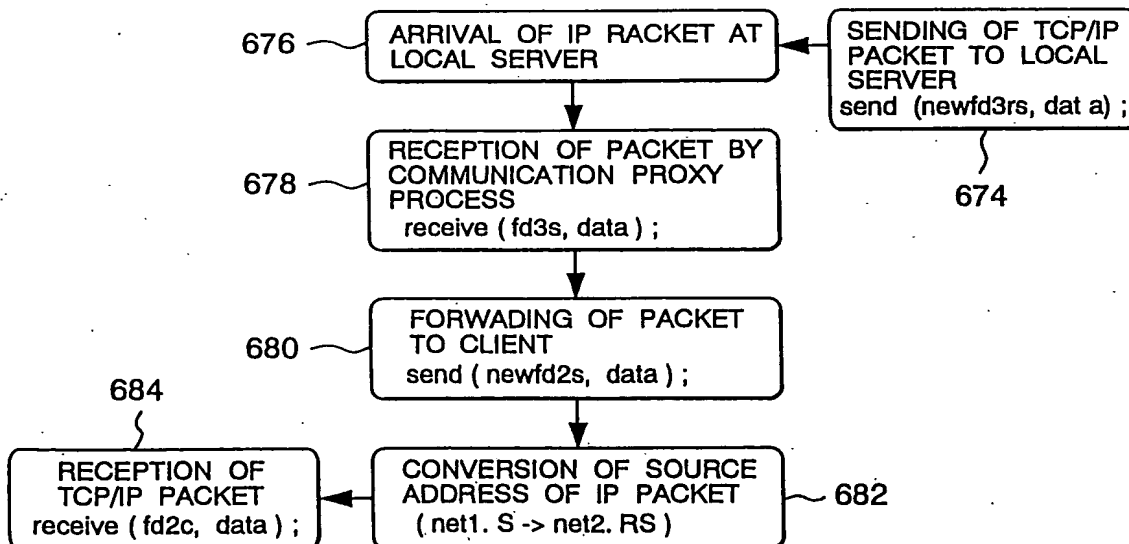 676
ARRIVAL OF IP RACKET AT
LOCAL SERVER
SENDING OF TCP/IP
PACKET TO LOCAL
SERVER
send (newfd3rs, dat a) ;
674
678
RECEPTION OF PACKET BY
COMMUNICATION PROXY
PROCESS
receive ( fd3s, data ) ;
680
FORWADING OF PACKET
TO CLIENT
send ( newfd2s, data ) ;
684
RECEPTION OF
TCP/IP PACKET
receive ( fd2c, data ) ;
CONVERSION OF SOURCE
ADDRESS OF IP PACKET
( net1. S -> net2. RS )
682